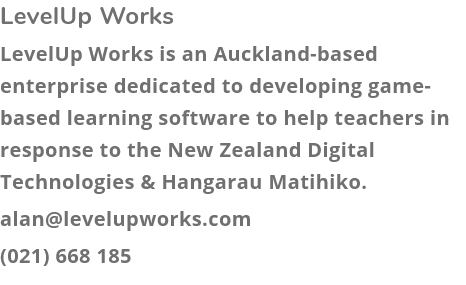 LevelUp Works
LevelUp Works is an Auckland-based
enterprise dedicated to developing game-
based learning software to help teachers in
response to the New Zealand Digital
Technologies & Hangarau Matihiko.
alan@levelupworks.com
(021) 668 185